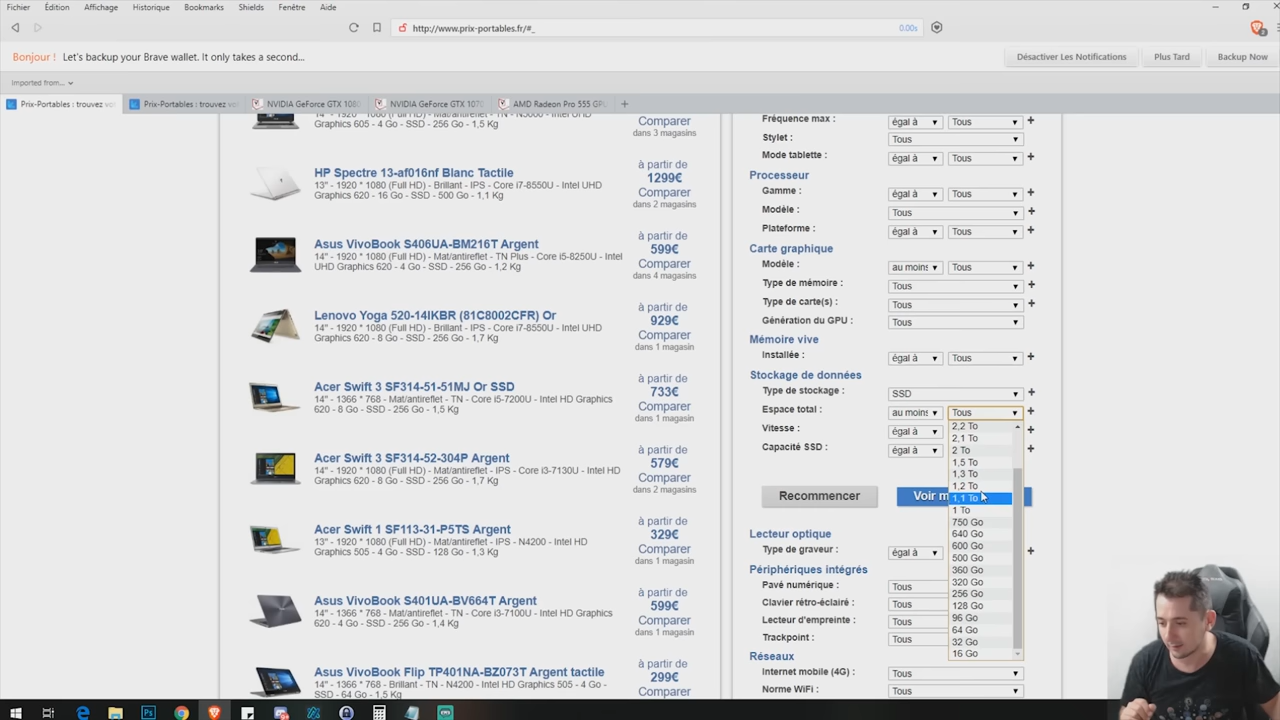 Fichier Édition Affichage Historique Bookmarks Shields Fenêtre Aide
http://www.prix-portables.fr/#_ 0.00s 2
Bonjour ! Let's backup your Brave wallet. It only takes a second... Désactiver Les Notifications Plus Tard Backup Now
Imported from...
Prix-Portables : trouvez vo Prix-Portables : trouvez vo NVIDIA GeForce GTX 1080 NVIDIA GeForce GTX 1070 AMD Radeon Pro 555 GPU +
Graphics 605 - 4 Go - SSD - 256 Go - 1,5 Kg
Comparer
dans 3 magasins
HP Spectre 13-af016nf Blanc Tactile
13" - 1920 * 1080 (Full HD) - Brillant - IPS - Core i7-8550U - Intel UHD
Graphics 620 - 16 Go - SSD - 500 Go - 1,1 Kg
à partir de
1299€
Comparer
dans 2 magasins
Asus VivoBook S406UA-BM216T Argent
14" - 1920 * 1080 (Full HD) - Mat/antireflet - TN Plus - Core i5-8250U - Intel
UHD Graphics 620 - 4 Go - SSD - 256 Go - 1,2 Kg
à partir de
599€
Comparer
dans 4 magasins
Lenovo Yoga 520-14IKBR (81C8002CFR) Or
14" - 1920 * 1080 (Full HD) - Brillant - IPS - Core i7-8550U - Intel UHD
Graphics 620 - 8 Go - SSD - 256 Go - 1,7 Kg
à partir de
929€
Comparer
dans 1 magasin
Acer Swift 3 SF314-51-51MJ Or SSD
14" - 1366 * 768 - Mat/antireflet - TN - Core i5-7200U - Intel HD Graphics
620 - 8 Go - SSD - 256 Go - 1,5 Kg
à partir de
733€
Comparer
dans 1 magasin
Acer Swift 3 SF314-52-304P Argent
14" - 1920 * 1080 (Full HD) - Mat/antireflet - IPS - Core i3-7130U - Intel HD
Graphics 620 - 4 Go - SSD - 256 Go - 1,7 Kg
à partir de
579€
Comparer
dans 2 magasins
Acer Swift 1 SF113-31-P5TS Argent
13" - 1920 * 1080 (Full HD) - Mat/antireflet - IPS - N4200 - Intel HD
Graphics 505 - 4 Go - SSD - 128 Go - 1,3 Kg
à partir de
329€
Comparer
dans 1 magasin
Asus VivoBook S401UA-BV664T Argent
14" - 1366 * 768 - Mat/antireflet - TN - Core i3-7100U - Intel HD Graphics
620 - 4 Go - SSD - 256 Go - 1,4 Kg
à partir de
599€
Comparer
dans 1 magasin
Asus VivoBook Flip TP401NA-BZ073T Argent tactile
14" - 1366 * 768 - Brillant - TN - N4200 - Intel HD Graphics 505 - 4 Go -
SSD - 64 Go - 1,5 Kg
à partir de
299€
Comparer
Fréquence max : égal à Tous +
Stylet : Tous
Mode tablette : égal à Tous +
Processeur
Gamme : égal à Tous +
Modèle : Tous +
Plateforme : égal à Tous +
Carte graphique
Modèle : au moins Tous +
Type de mémoire : Tous +
Type de carte(s) : Tous +
Génération du GPU : Tous
Mémoire vive
Installée : égal à Tous +
Stockage de données
Type de stockage : SSD +
Espace total : au moins Tous +
Vitesse : égal à +
Capacité SSD : égal à +
2,2 To
2,1 To
2 To
1,5 To
1,3 To
1,2 To
1,1 To
1 To
750 Go
640 Go
600 Go
500 Go
360 Go
320 Go
256 Go
128 Go
96 Go
64 Go
32 Go
16 Go
Recommencer Voir
Lecteur optique
Type de graveur : égal à +
Périphériques intégrés
Pavé numérique : Tous
Clavier rétro-éclairé : Tous
Lecteur d'empreinte : Tous
Trackpoint : Tous
Réseaux
Internet mobile (4G) : Tous
Norme WiFi : Tous